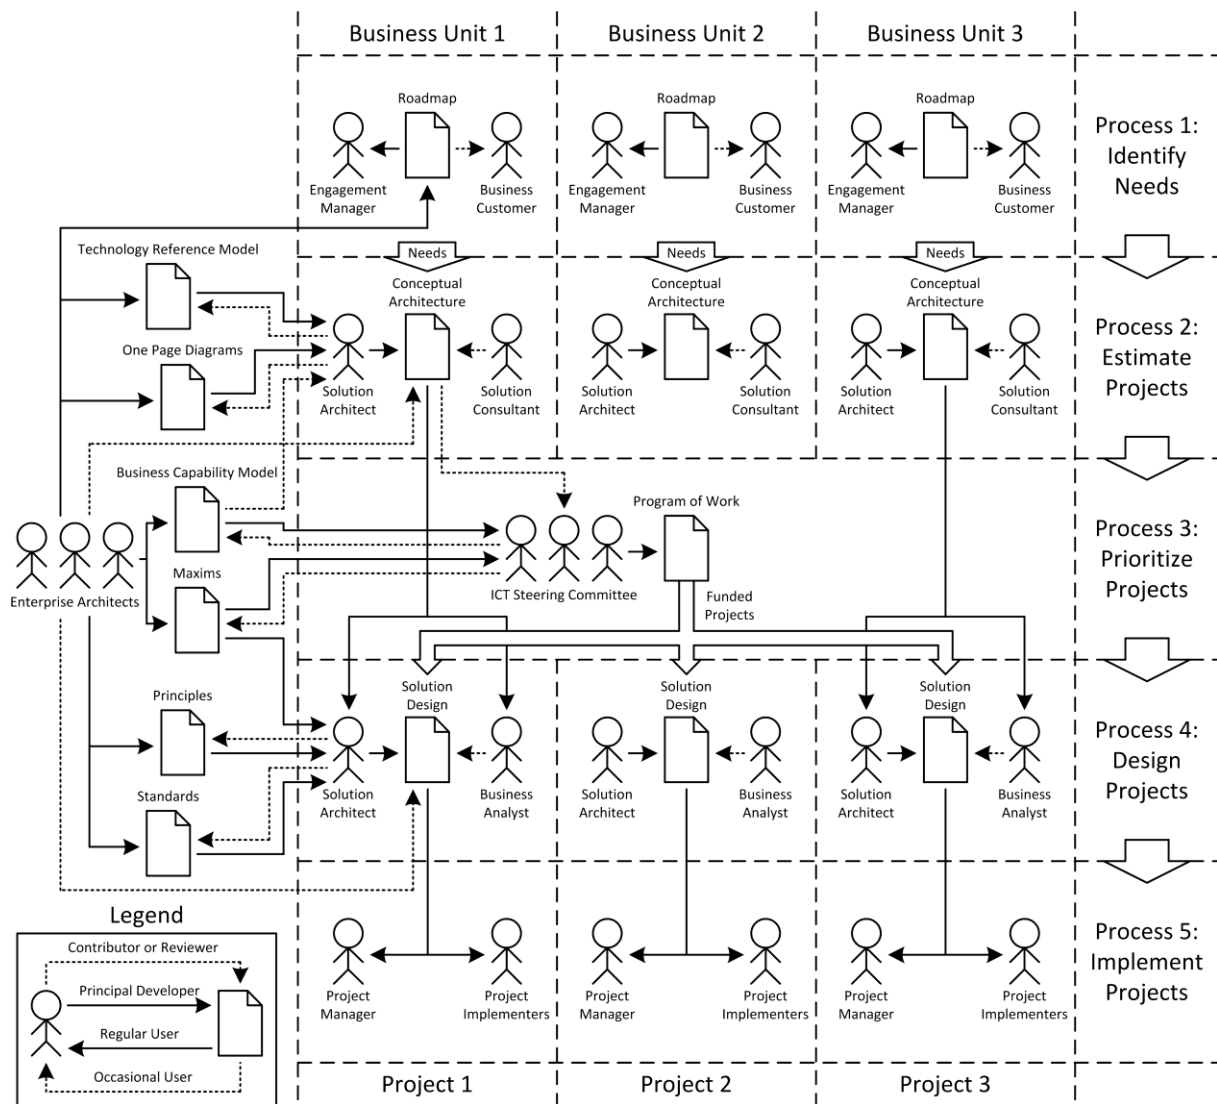 Business Unit 1
Business Unit 2
Business Unit 3
Roadmap
Roadmap
Roadmap
Process 1:
Identify
Needs
Engagement
Manager
Business
Customer
Engagement
Manager
Business
Customer
Engagement
Manager
Business
Customer
Technology Reference Model
Needs
Needs
Needs
Conceptual
Architecture
Conceptual
Architecture
Conceptual
Architecture
Process 2:
Estimate
Projects
One Page Diagrams
Solution
Architect
Solution
Consultant
Solution
Architect
Solution
Consultant
Solution
Architect
Solution
Consultant
Business Capability Model
Program of Work
Process 3:
Prioritize
Projects
Maxims
Enterprise Architects
ICT Steering Committee
Funded
Projects
Principles
Solution
Design
Solution
Design
Solution
Design
Process 4:
Design
Projects
Standards
Solution
Architect
Business
Analyst
Solution
Architect
Business
Analyst
Solution
Architect
Business
Analyst
Legend
Contributor or Reviewer
Principal Developer
Regular User
Occasional User
Process 5:
Implement
Projects
Project
Manager
Project
Implementers
Project
Manager
Project
Implementers
Project
Manager
Project
Implementers
Project 1
Project 2
Project 3